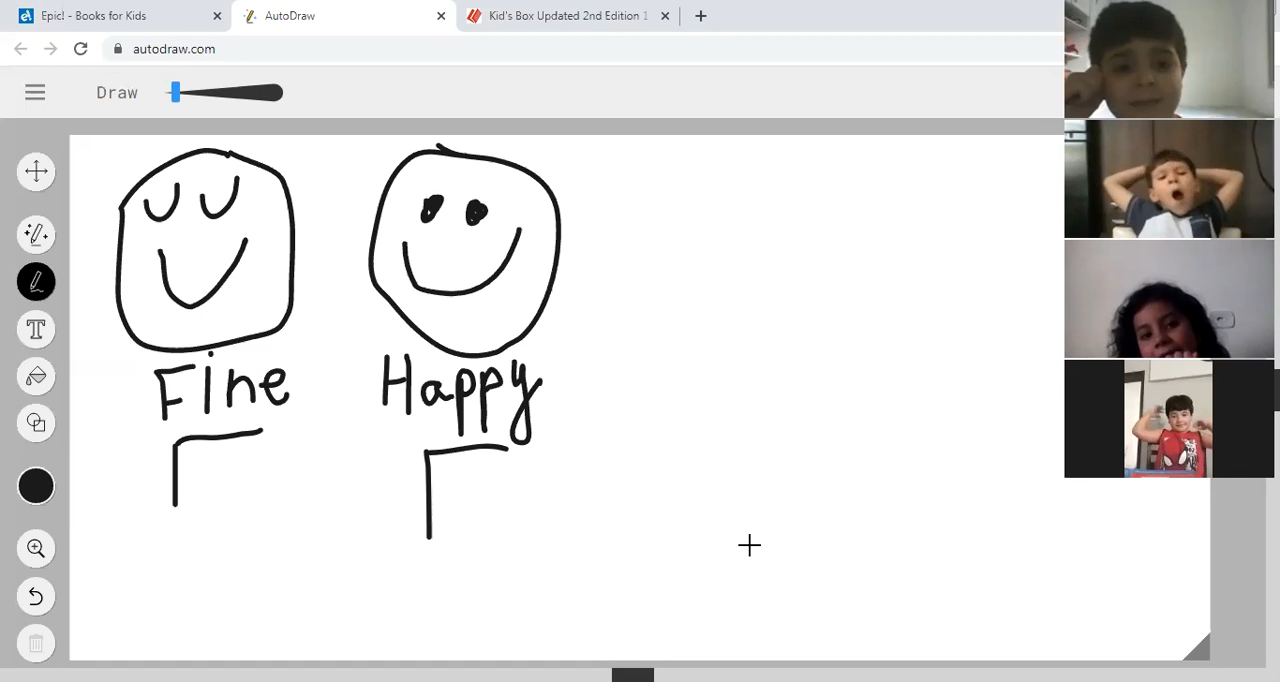 Epic! - Books for Kids
AutoDraw
Kid's Box Updated 2nd Edition 1
autodraw.com
Draw
Fine
Happy